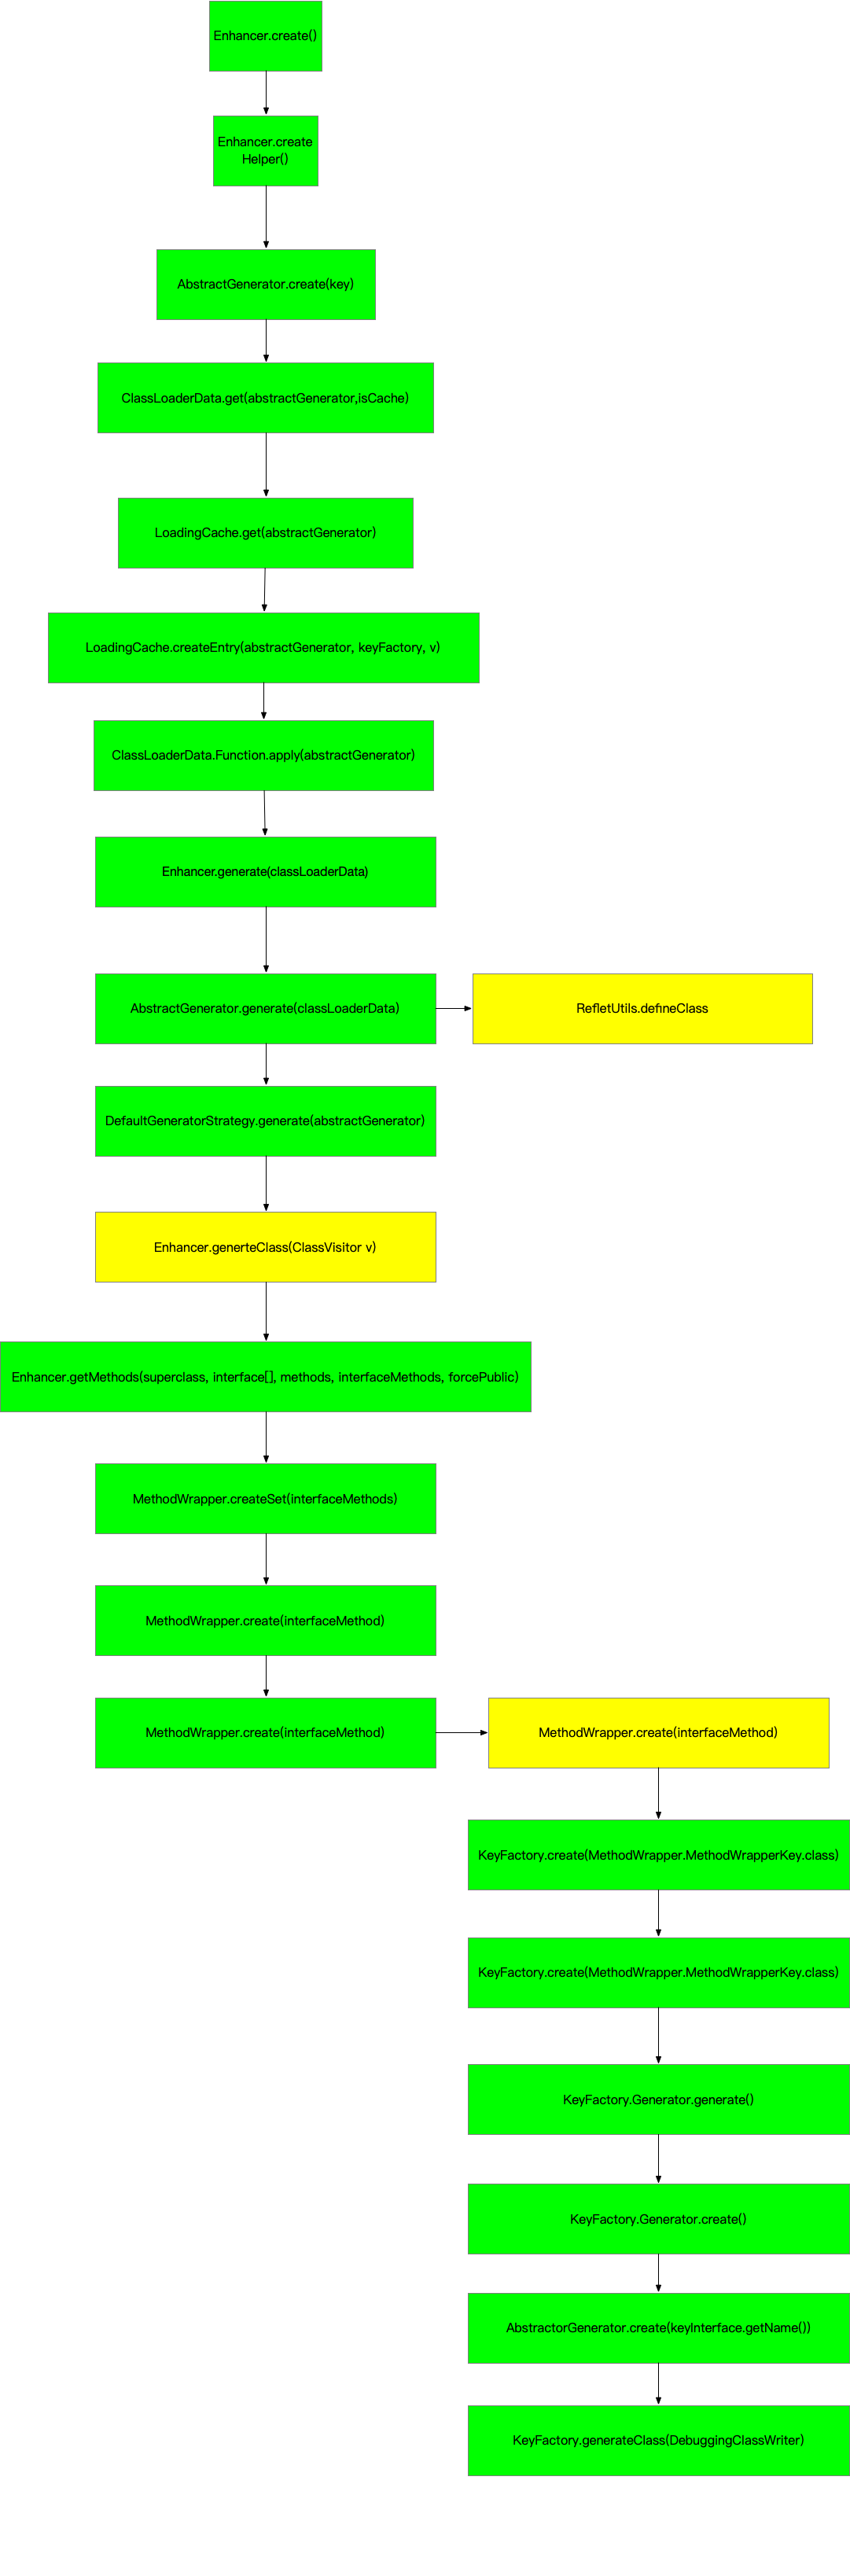 Enhancer.create()
Enhancer.create
Helper()
AbstractGenerator.create(key)
ClassLoaderData.get(abstractGenerator,isCache)
LoadingCache.get(abstractGenerator)
LoadingCache.createEntry(abstractGenerator, keyFactory, v)
ClassLoaderData.Function.apply(abstractGenerator)
Enhancer.generate(classLoaderData)
AbstractGenerator.generate(classLoaderData)
RefletUtils.defineClass
DefaultGeneratorStrategy.generate(abstractGenerator)
Enhancer.generteClass(ClassVisitor v)
Enhancer.getMethods(superclass, interface[], methods, interfaceMethods, forcePublic)
MethodWrapper.createSet(interfaceMethods)
MethodWrapper.create(interfaceMethod)
MethodWrapper.create(interfaceMethod)
MethodWrapper.create(interfaceMethod)
KeyFactory.create(MethodWrapper.MethodWrapperKey.class)
KeyFactory.create(MethodWrapper.MethodWrapperKey.class)
KeyFactory.Generator.generate()
KeyFactory.Generator.create()
AbstractorGenerator.create(keyInterface.getName())
KeyFactory.generateClass(DebuggingClassWriter)